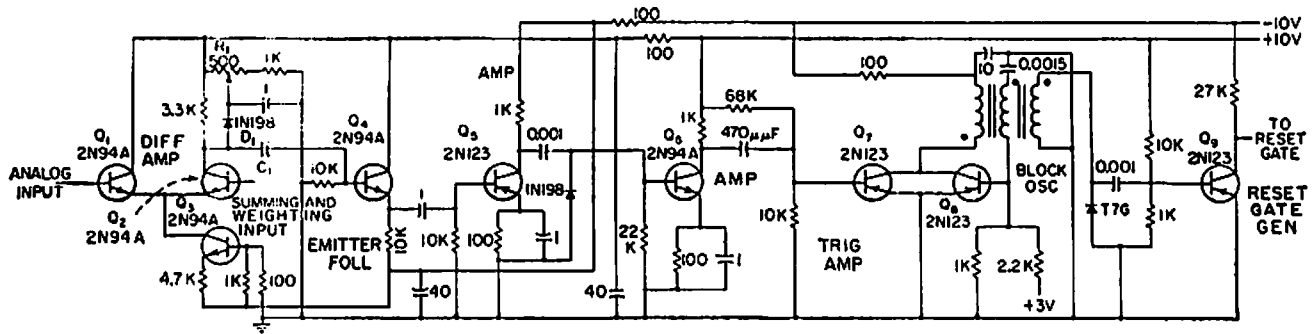 100
-10V
+10V
100
R1
500
1K
AMP
100
10
0.0015
3.3K
1
1N198
D1
C1
Q4
2N94A
1K
Q5
2N123
0.001
68K
1K
470μμF
Q6
2N94A
Q7
2N123
27K
TO
RESET
GATE
Q1
2N94A
DIFF
AMP
ANALOG
INPUT
Q2
2N94A
Q3
2N94A
10K
SUMMING AND
WEIGHTING
INPUT
EMITTER
FOLL
1
10K
10K
100
1
1N198
22
K
AMP
100
1
10K
TRIG
AMP
Q8
2N123
BLOCK
OSC
0.001
T7G
10K
1K
Q9
2N123
RESET
GATE
GEN
4.7K
1K
100
40
40
1K
2.2K
+3V